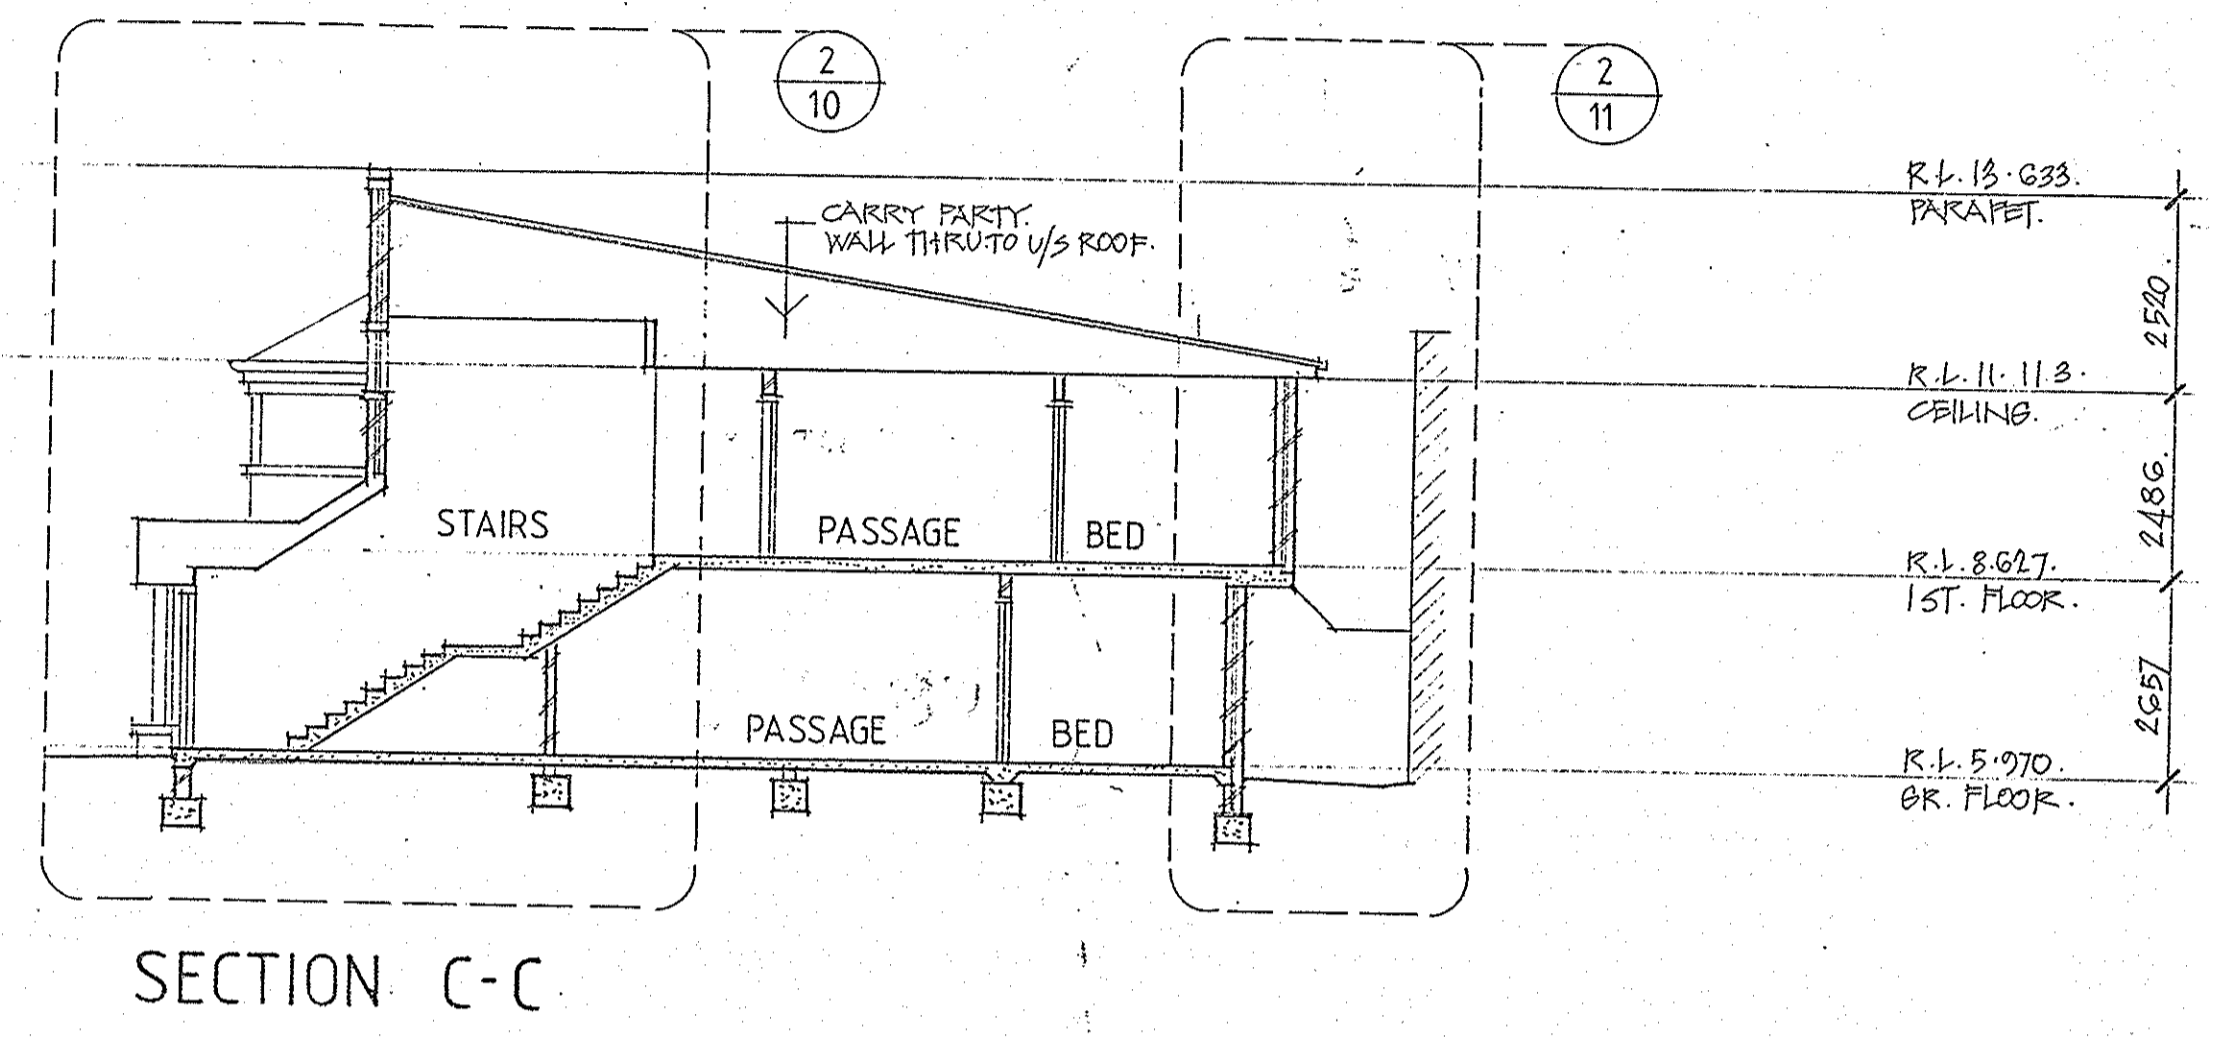 2
10
2
11
R.L. 13.633.
PARAPET.
CARRY PARTY.
WALL THRU.TO U/S ROOF.
2520.
R.L. 11.113.
CEILING.
2486.
STAIRS
PASSAGE
BED
R.L. 8.627.
1ST. FLOOR.
2657
PASSAGE
BED
R.L. 5.970.
GR. FLOOR.
SECTION C-C